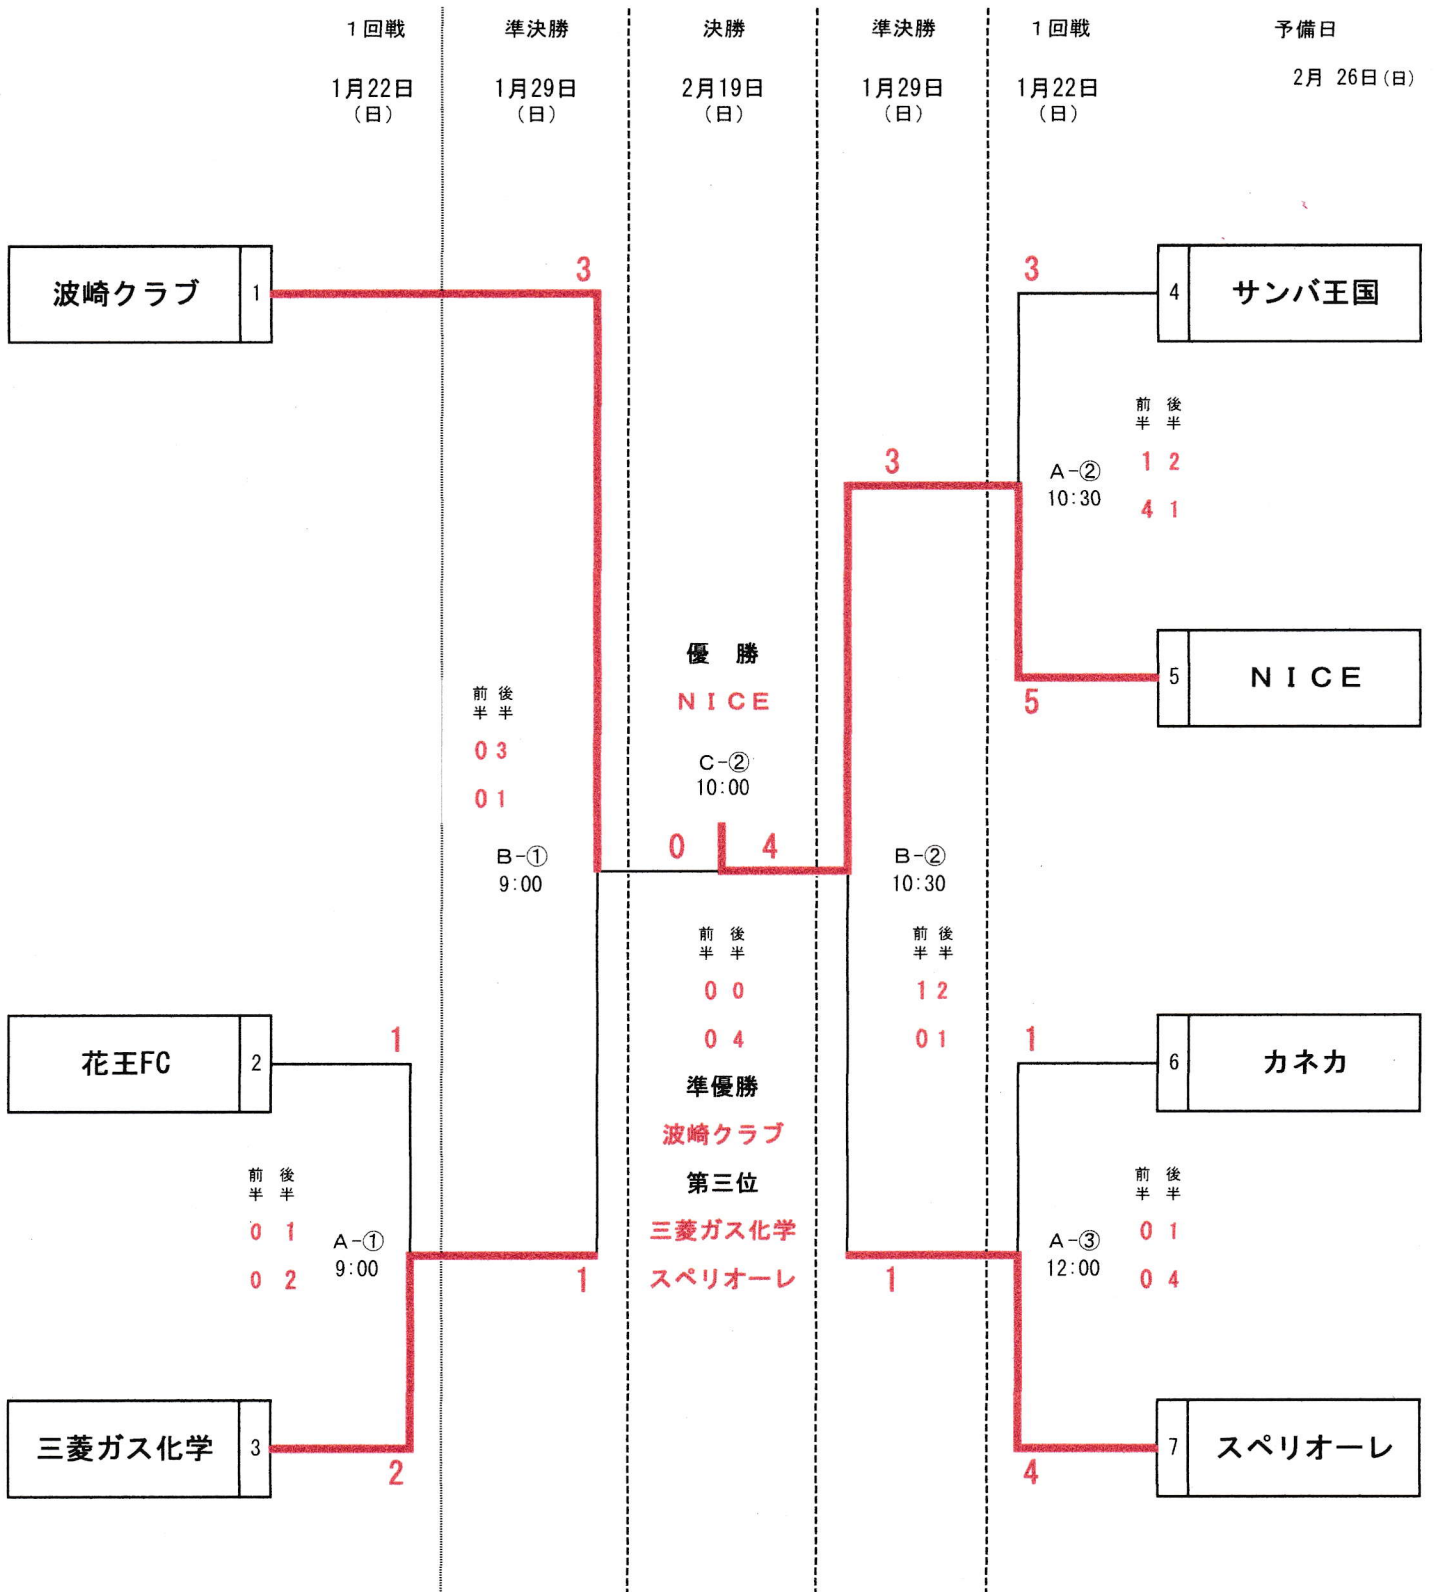 1回戦 準決勝 決勝 準決勝 1回戦 予備日
1月22日 1月29日 2月19日 1月29日 1月22日 2月 26日(日)
(日) (日) (日) (日) (日)
3 3
波崎クラブ 1 4 サンバ王国
前半 後半
1 2
3
A-②
10:30
4 1
優 勝
NICE
5 NICE
5
前半 後半
0 3
0 1
C-②
10:00
0 4
B-①
9:00
B-②
10:30
前半 後半
0 0
0 4
前半 後半
1 2
0 1
1 1
花王FC 2 6 カネカ
準優勝
波崎クラブ
第三位
三菱ガス化学
スペリオーレ
前半 後半
0 1
0 2
A-①
9:00
前半 後半
0 1
0 4
A-③
12:00
1 1
三菱ガス化学 3 7 スペリオーレ
2 4